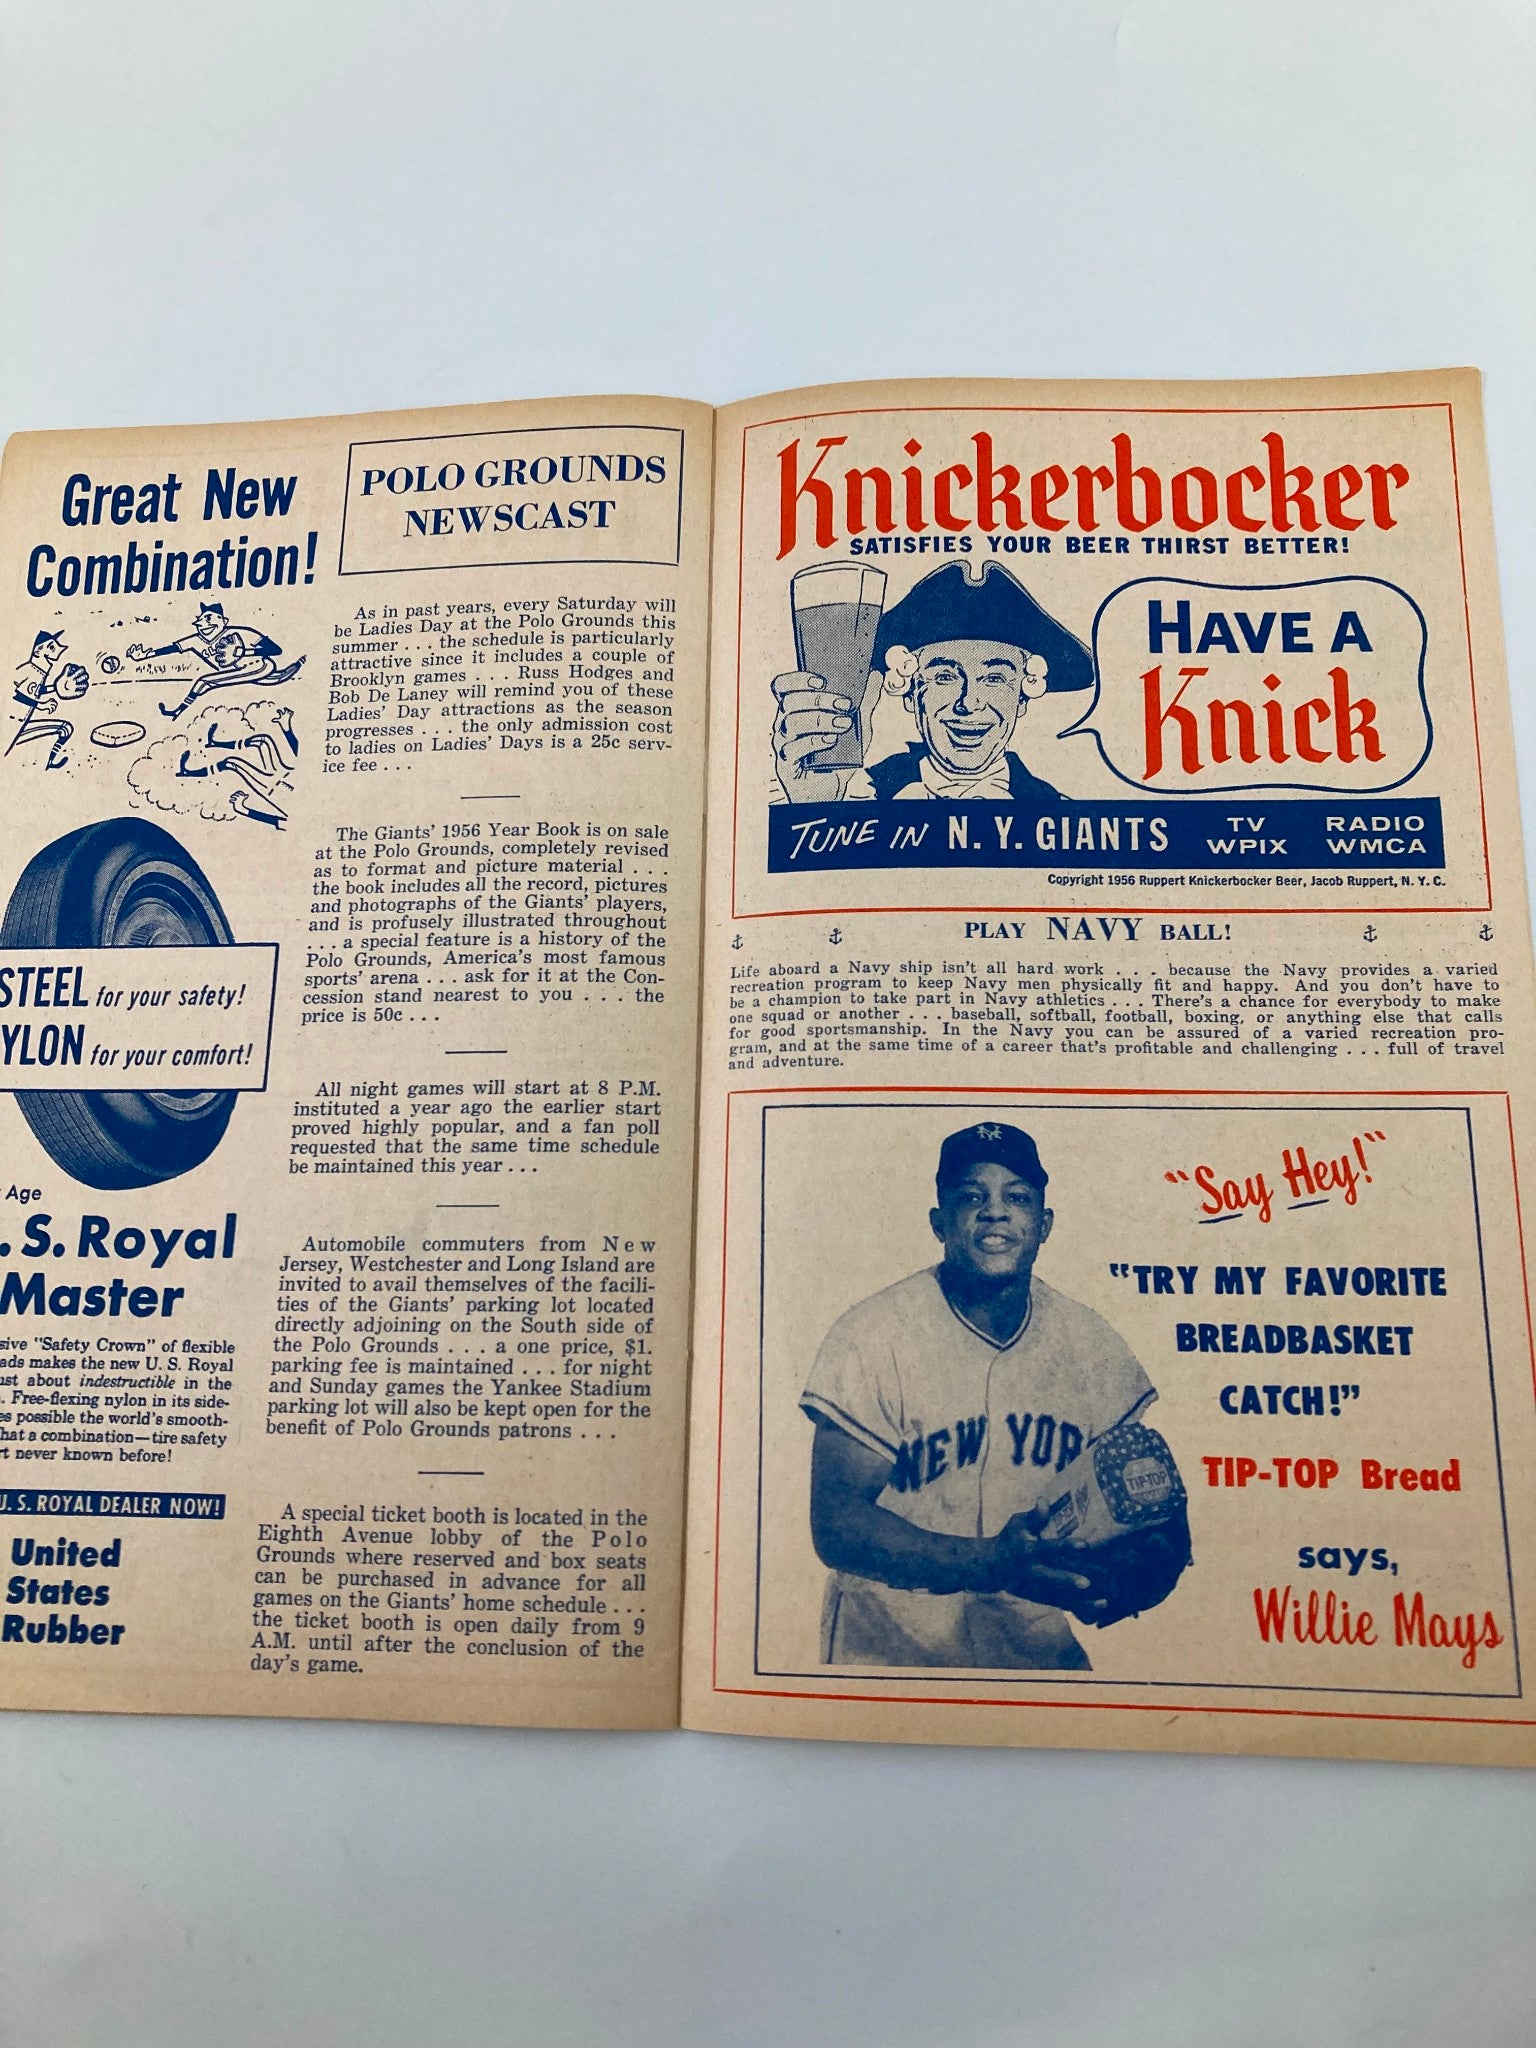 Great New
Combination!
STEEL for your safety!
YLON for your comfort!
Age
. S. Royal
Master
sive "Safety Crown" of flexible
ads makes the new U. S. Royal
ust about indestructible in the
. Free-flexing nylon in its side-
es possible the world's smooth-
hat a combination—tire safety
rt never known before!
U. S. ROYAL DEALER NOW!
United
States
Rubber
POLO GROUNDS
NEWSCAST
As in past years, every Saturday will
be Ladies Day at the Polo Grounds this
summer . . . the schedule is particularly
attractive since it includes a couple of
Brooklyn games . . . Russ Hodges and
Bob De Laney will remind you of these
Ladies' Day attractions as the season
progresses . . . the only admission cost
to ladies on Ladies' Days is a 25c serv-
ice fee . . .
The Giants' 1956 Year Book is on sale
at the Polo Grounds, completely revised
as to format and picture material . . .
the book includes all the record, pictures
and photographs of the Giants' players,
and is profusely illustrated throughout
. . . a special feature is a history of the
Polo Grounds, America's most famous
sports' arena . . . ask for it at the Con-
cession stand nearest to you . . . the
price is 50c . . .
All night games will start at 8 P.M.
instituted a year ago the earlier start
proved highly popular, and a fan poll
requested that the same time schedule
be maintained this year . . .
Automobile commuters from New
Jersey, Westchester and Long Island are
invited to avail themselves of the facili-
ties of the Giants' parking lot located
directly adjoining on the South side of
the Polo Grounds . . . a one price, $1.
parking fee is maintained . . . for night
and Sunday games the Yankee Stadium
parking lot will also be kept open for the
benefit of Polo Grounds patrons . . .
A special ticket booth is located in the
Eighth Avenue lobby of the Polo
Grounds where reserved and box seats
can be purchased in advance for all
games on the Giants' home schedule . . .
the ticket booth is open daily from 9
A.M. until after the conclusion of the
day's game.
Knickerbocker
SATISFIES YOUR BEER THIRST BETTER!
HAVE A
Knick
TUNE IN N. Y. GIANTS TV WPIX RADIO WMCA
Copyright 1956 Ruppert Knickerbocker Beer, Jacob Ruppert, N. Y. C.
PLAY NAVY BALL!
Life aboard a Navy ship isn't all hard work . . . because the Navy provides a varied
recreation program to keep Navy men physically fit and happy. And you don't have to
be a champion to take part in Navy athletics . . . There's a chance for everybody to make
one squad or another . . . baseball, softball, football, boxing, or anything else that calls
for good sportsmanship. In the Navy you can be assured of a varied recreation pro-
gram, and at the same time of a career that's profitable and challenging . . . full of travel
and adventure.
"Say Hey!"
"TRY MY FAVORITE
BREADBASKET
CATCH!"
TIP-TOP Bread
says,
Willie Mays
NY
NEW YOR
TIP-TOP